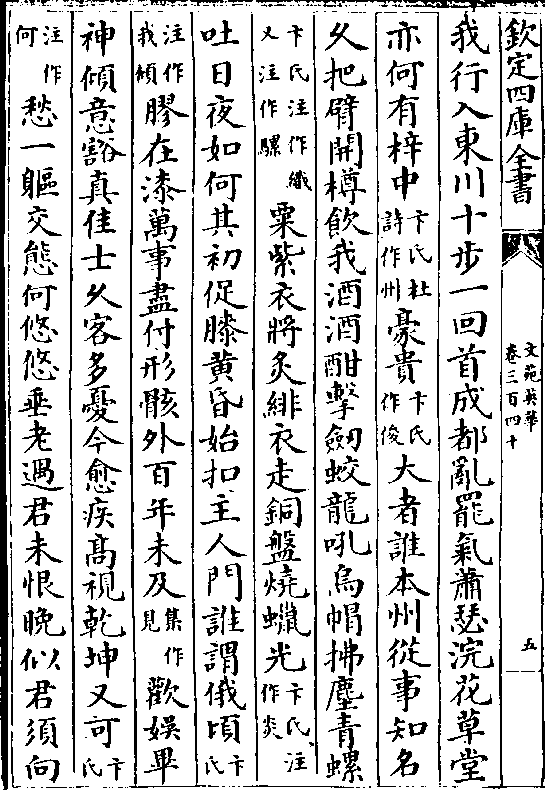 欽定四庫全書
文苑英華
卷三百四十
五
我行入東川十步一回首成都亂罷氣蕭瑟浣花草堂
亦何有梓中卞氏杜詩作州豪貴卞氏作俊大者誰本州從事知名
久把臂開樽飲我酒酒酣擊劒蛟龍吼烏帽拂塵青螺
卞氏注作纖又注作騾粟紫衣將炙緋衣走銅盤燒蠟光卞氏注作炎
吐日夜如何其初促膝黄昏始扣主人門誰謂俄頃卞氏
注作我傾膠在漆萬事盡付形骸外百年未及集作見歡娛畢
神傾意豁真佳士久客多憂今愈疾髙視乾坤又可卞氏
注作何愁一軀交態何悠悠垂老遇君未恨晚似君須向